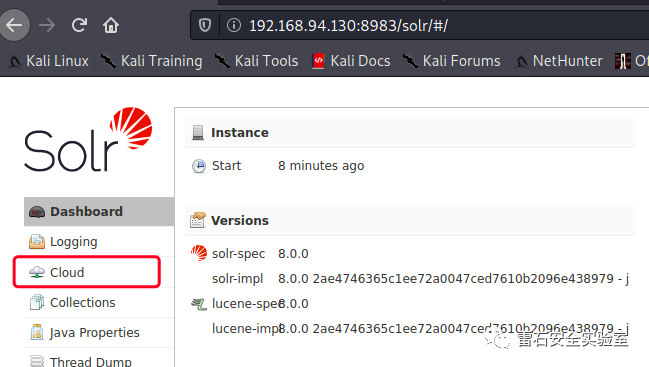 192.168.94.130:8983/solr/#/
Kali Linux Kali Training Kali Tools Kali Docs Kali Forums NetHunter Of
Solr
Instance
Start 8 minutes ago
Versions
solr-spec 8.0.0
solr-impl 8.0.0 2ae4746365c1ee72a0047ced7610b2096e438979 - j
lucene-spec 8.0.0
lucene-impl 8.0.0 2ae4746365c1ee72a0047ced7610b2096e438979 - j
Dashboard
Logging
Cloud
Collections
Java Properties
Thread Dump
雷石安全实验室